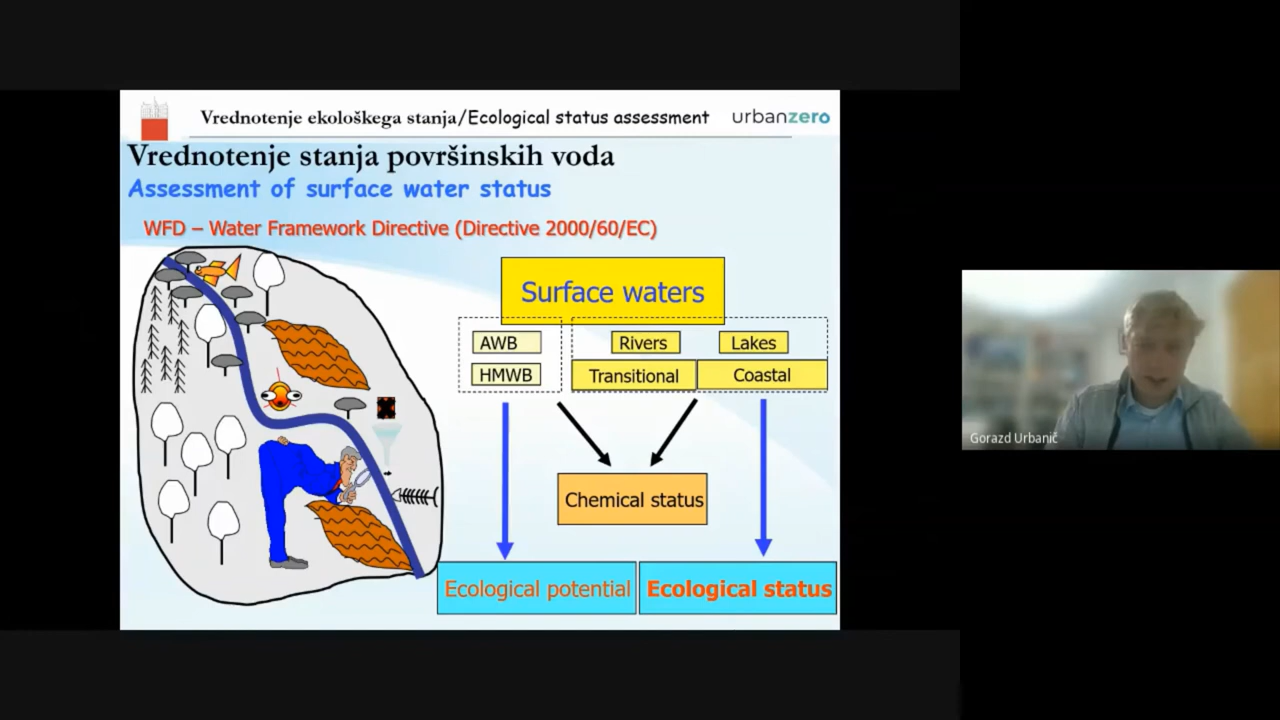 Vrednotenje ekološkega stanja/Ecological status assessment
urbanzero
Vrednotenje stanja površinskih voda
Assessment of surface water status
WFD – Water Framework Directive (Directive 2000/60/EC)
Surface waters
AWB
Rivers
Lakes
HMWB
Transitional
Coastal
Chemical status
Ecological potential
Ecological status
Gorazd Urbanič